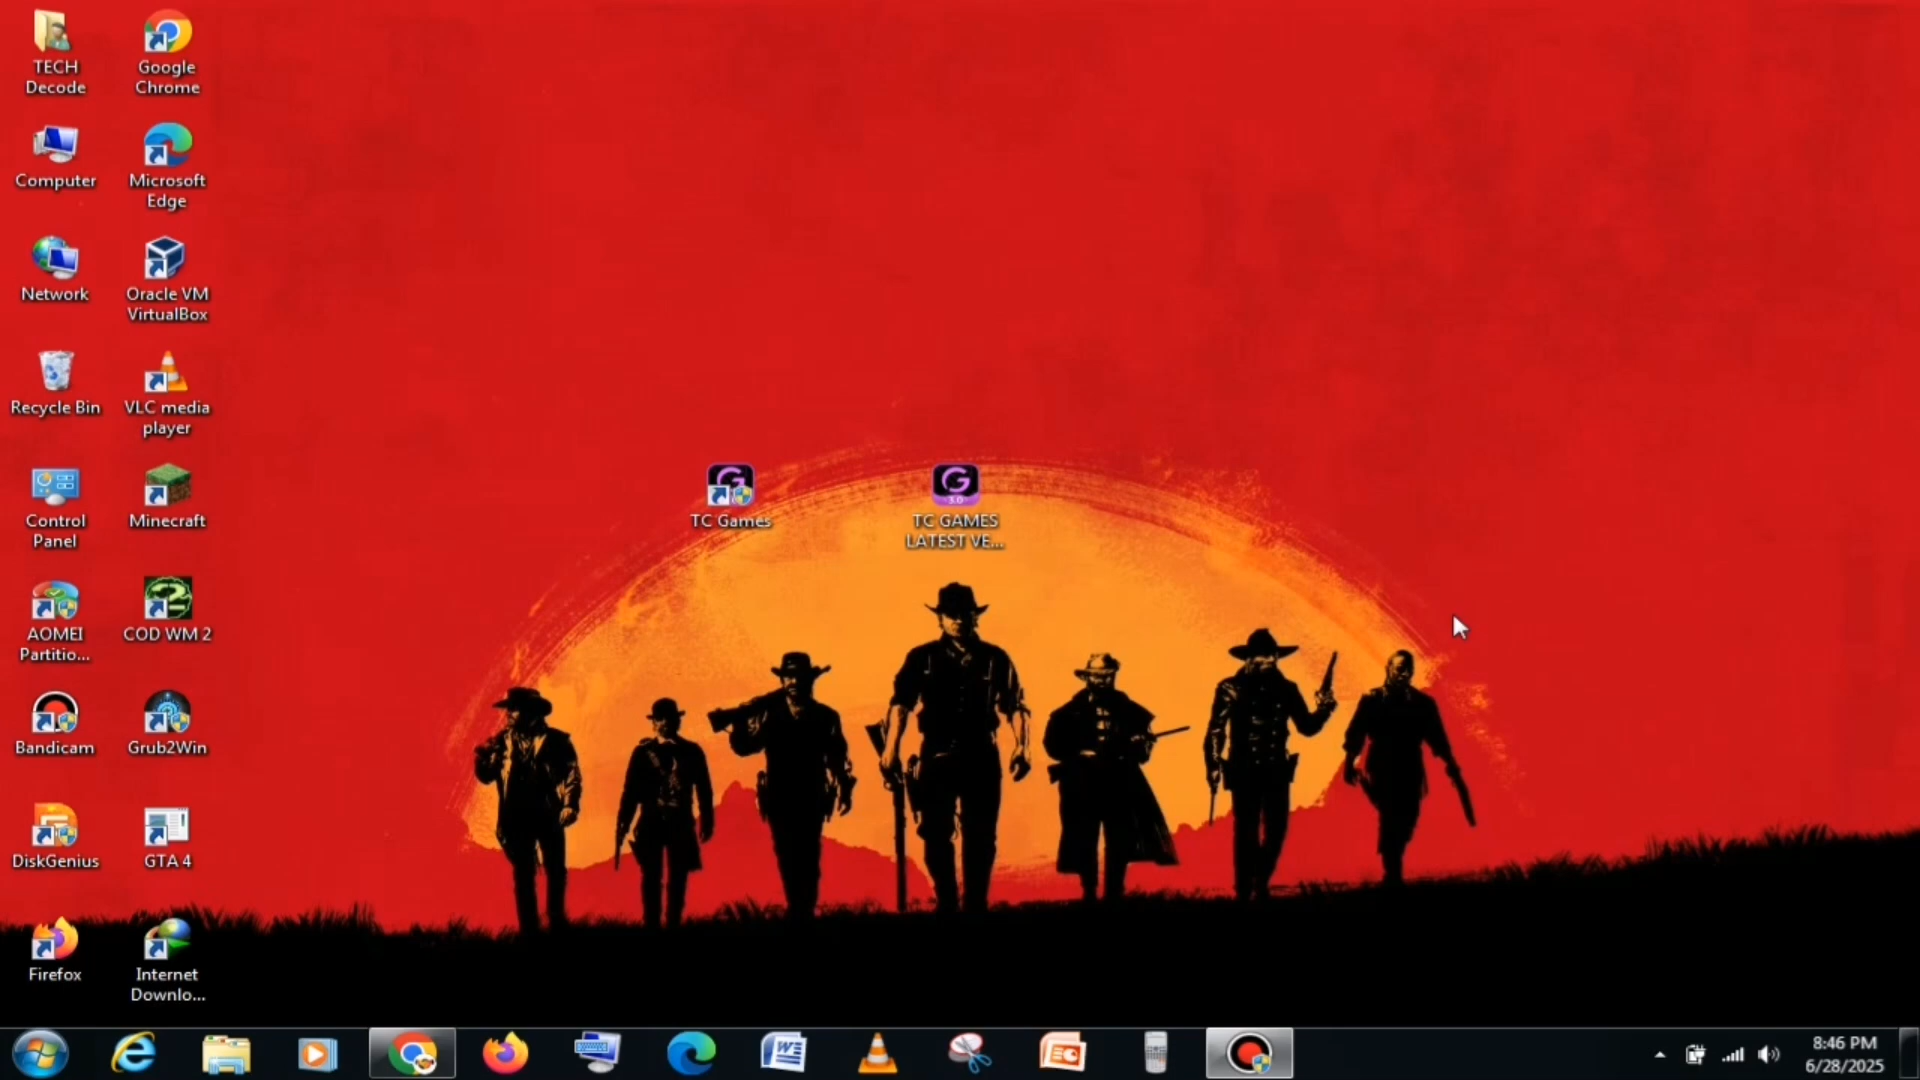 TECH
Decode
Google
Chrome
Computer
Microsoft
Edge
Network
Oracle VM
VirtualBox
Recycle Bin
VLC media
player
Control
Panel
Minecraft
TC Games
3.0
TC GAMES
LATEST VE...
AOMEI
Partitio...
COD WM 2
Bandicam
Grub2Win
DiskGenius
GTA 4
Firefox
Internet
Downlo...
8:46 PM
6/28/2025